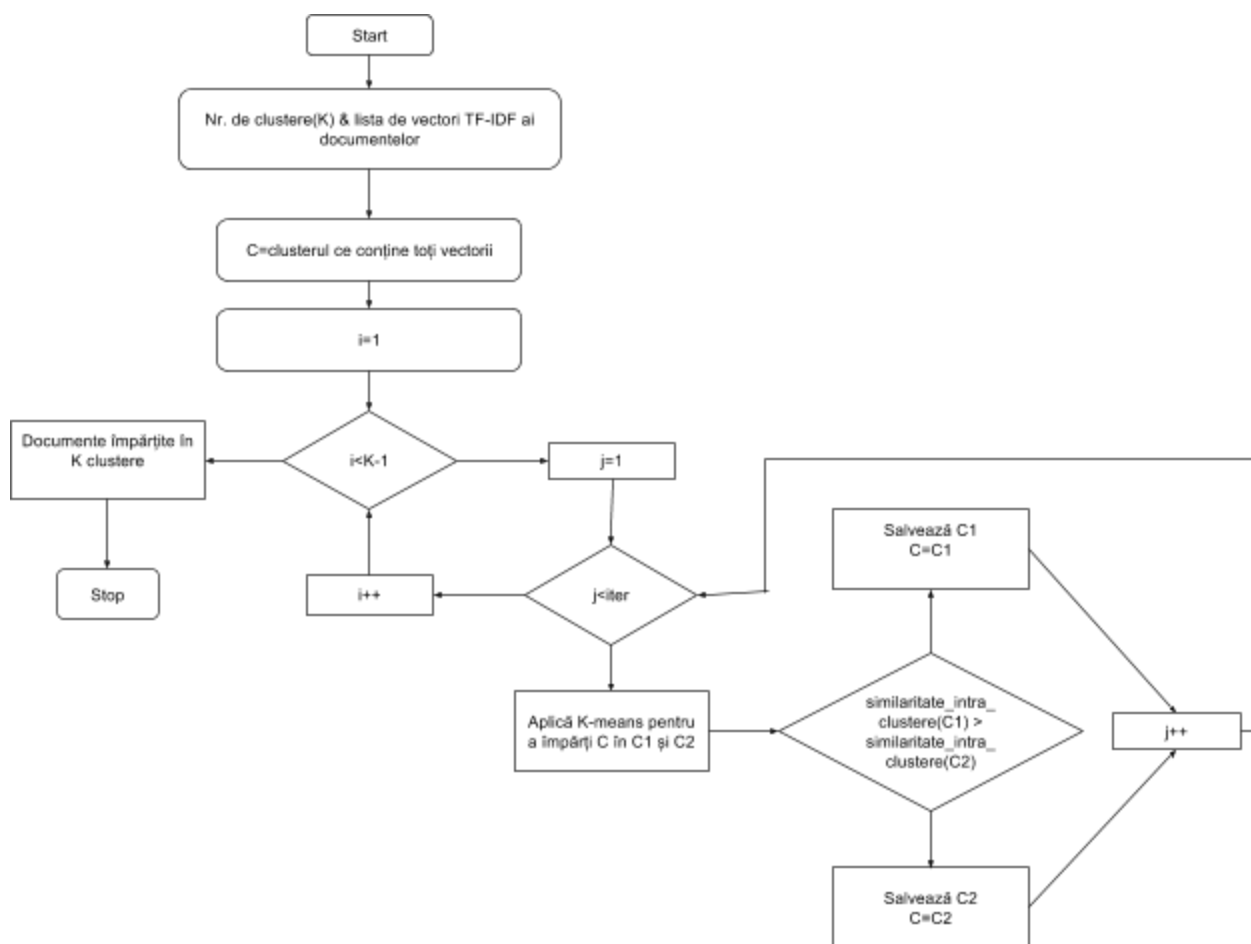 Start
Nr. de clustere(K) & lista de vectori TF-IDF ai
documentelor
C=clusterul ce conține toți vectorii
i=1
Documente împărțite în
K clustere
i<K-1
j=1
Salvează C1
C=C1
Stop
i++
j<iter
Aplică K-means pentru
a împărți C în C1 și C2
similaritate_intra_
clustere(C1) >
similaritate_intra_
clustere(C2)
j++
Salvează C2
C=C2